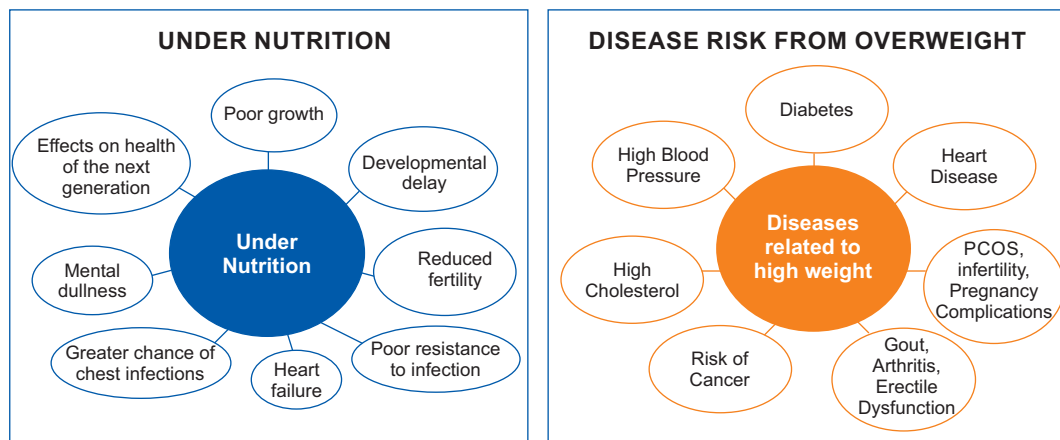 UNDER NUTRITION
Poor growth
Effects on health
of the next
generation
Developmental
delay
Under
Nutrition
Reduced
fertility
Mental
dullness
Greater chance of
chest infections
Heart
failure
Poor resistance
to infection
DISEASE RISK FROM OVERWEIGHT
Diabetes
High Blood
Pressure
Heart
Disease
Diseases
related to
high weight
High
Cholesterol
PCOS,
infertility,
Pregnancy
Complications
Risk of
Cancer
Gout,
Arthritis,
Erectile
Dysfunction